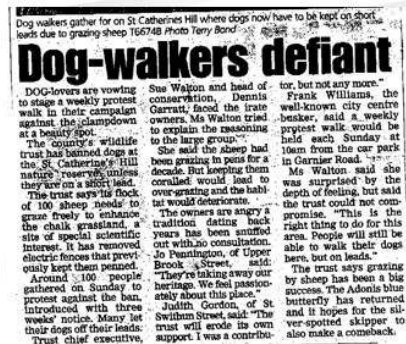 Dog walkers gather for on St Catherines Hill where dogs now have to be kept on short
leads due to grazing sheep T6674B Photo Terry Bond
Dog-walkers defiant
DOG-lovers are vowing
to stage a weekly protest
walk in their campaign
against the clampdown
at a beauty spot.
The county's wildlife
trust has banned dogs at
the St Catherine's Hill
nature reserve unless
they are on a short lead.
The trust says its flock
of 100 sheep needs to
graze freely to enhance
the chalk grassland, a
site of special scientific
interest. It has removed
electric fences that previ-
ously kept them penned.
Around 100 people
gathered on Sunday to
protest against the ban,
introduced with three
weeks' notice. Many let
their dogs off their leads.
Trust chief executive,
Sue Walton and head of
conservation, Dennis
Garratt, faced the irate
owners. Ms Walton tried
to explain the reasoning
to the large group.
She said the sheep had
been grazing in pens for a
decade. But keeping them
coralled would lead to
over-grazing and the habi-
tat would deteriorate.
The owners are angry a
tradition dating back
years has been snuffed
out with no consultation.
Jo Pennington, of Upper
Brook Street, said:
"They're taking away our
heritage. We feel passion-
ately about this place."
Judith Gordon, of St
Swithun Street, said: "The
trust will erode its own
support. I was a contribu-
tor, but not any more."
Frank Williams, the
well-known city centre
busker, said a weekly
protest walk would be
held each Sunday at
10am from the car park
in Garnier Road.
Ms Walton said she
was surprised by the
depth of feeling, but said
the trust could not com-
promise. "This is the
right thing to do for this
area. People will still be
able to walk their dogs
here, but on leads."
The trust says grazing
by sheep has been a big
success. The Adonis blue
butterfly has returned
and it hopes for the sil-
ver-spotted skipper to
also make a comeback.